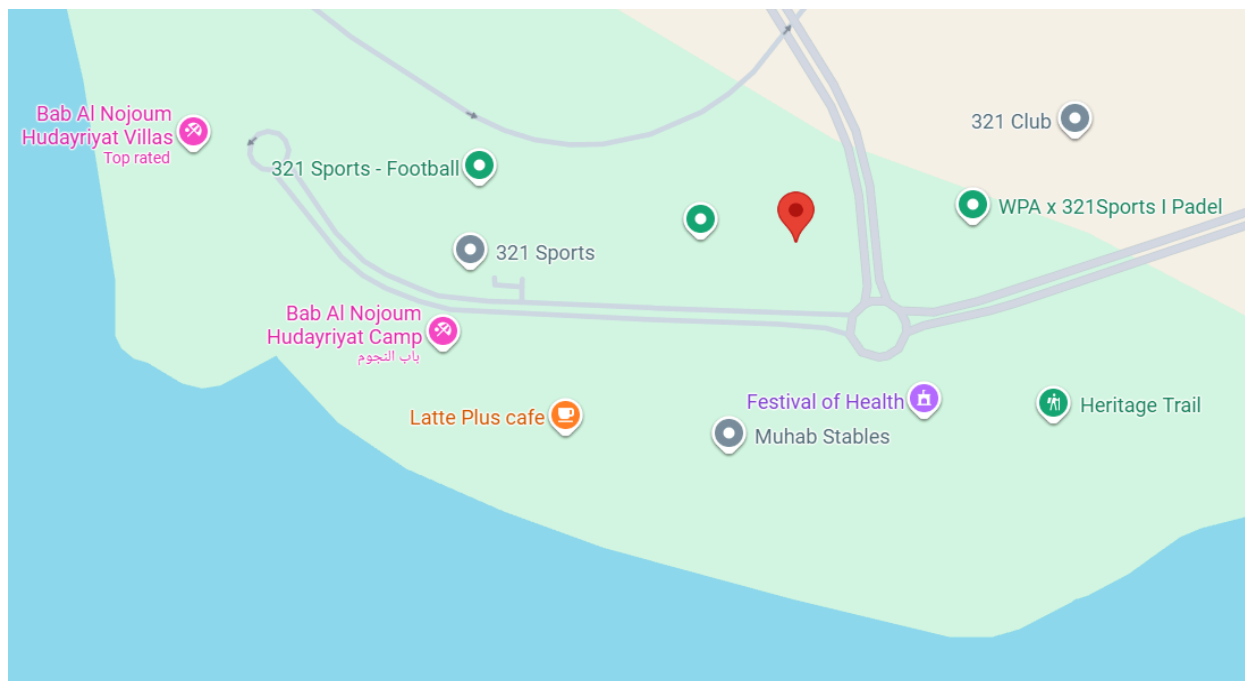 Bab Al Nojoum
Hudayriyat Villas
Top rated
321 Club
321 Sports - Football
WPA x 321Sports I Padel
321 Sports
Bab Al Nojoum
Hudayriyat Camp
باب النجوم
Festival of Health
Heritage Trail
Latte Plus cafe
Muhab Stables